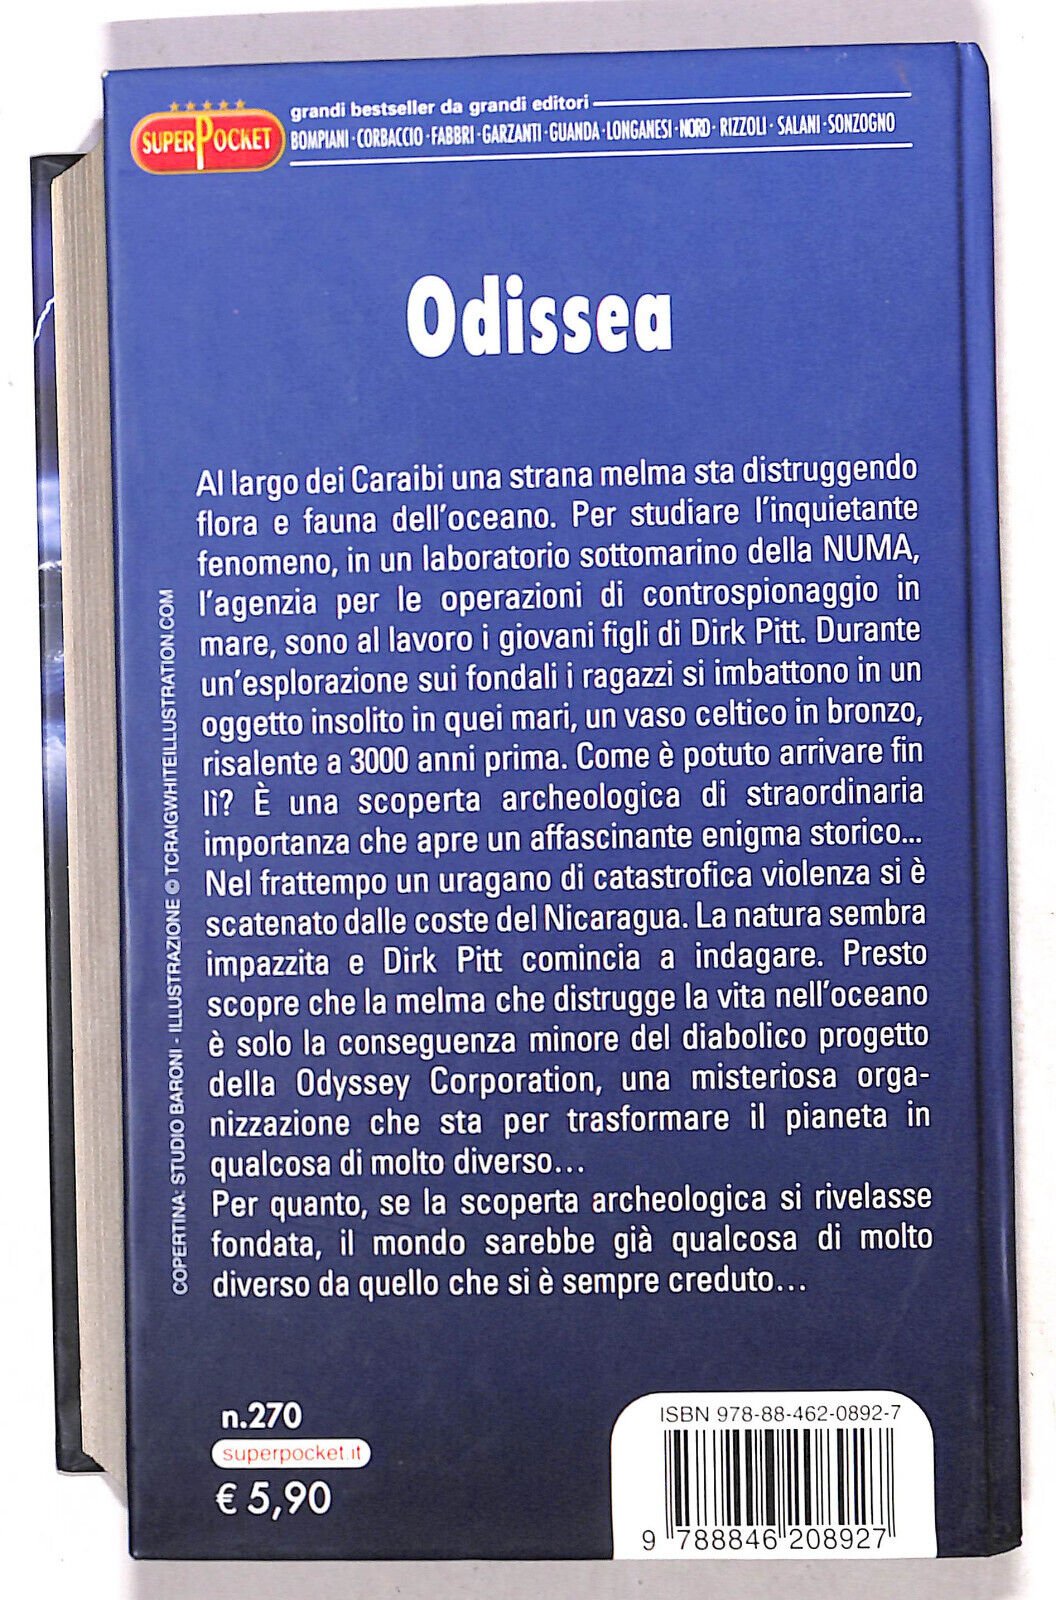 SUPERPOCKET
grandi bestseller da grandi editori
BOMPIANI · CORBACCIO · FABBRI · GARZANTI · GUANDA · LONGANESI · NORD · RIZZOLI · SALANI · SONZOGNO
Odissea
Al largo dei Caraibi una strana melma sta distruggendo
flora e fauna dell'oceano. Per studiare l'inquietante
fenomeno, in un laboratorio sottomarino della NUMA,
l'agenzia per le operazioni di controspionaggio in
mare, sono al lavoro i giovani figli di Dirk Pitt. Durante
un'esplorazione sui fondali i ragazzi si imbattono in un
oggetto insolito in quei mari, un vaso celtico in bronzo,
risalente a 3000 anni prima. Come è potuto arrivare fin
lì? È una scoperta archeologica di straordinaria
importanza che apre un affascinante enigma storico...
Nel frattempo un uragano di catastrofica violenza si è
scatenato dalle coste del Nicaragua. La natura sembra
impazzita e Dirk Pitt comincia a indagare. Presto
scopre che la melma che distrugge la vita nell'oceano
è solo la conseguenza minore del diabolico progetto
della Odyssey Corporation, una misteriosa orga-
nizzazione che sta per trasformare il pianeta in
qualcosa di molto diverso...
Per quanto, se la scoperta archeologica si rivelasse
fondata, il mondo sarebbe già qualcosa di molto
diverso da quello che si è sempre creduto...
COPERTINA: STUDIO BARONI - ILLUSTRAZIONE © TCRAIGWHITEILLUSTRATION.COM
n.270
superpocket.it
€ 5,90
ISBN 978-88-462-0892-7
9 788846 208927